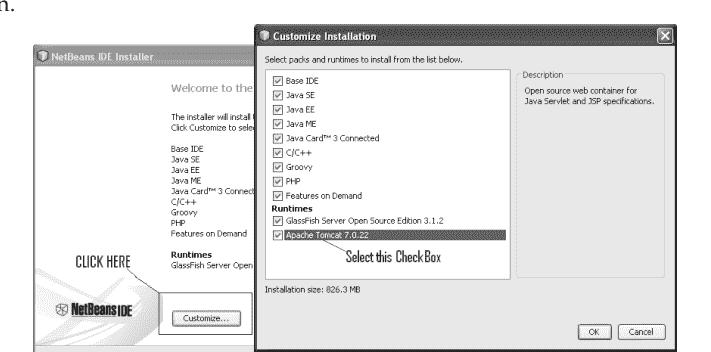 n.
NetBeans IDE Installer
Welcome to the
The installer will install
Click Customize to sele
Base IDE
Java SE
Java EE
Java ME
Java Card™ 3 Connect
C/C++
Groovy
PHP
Features on Demand
Runtimes
GlassFish Server Open
CLICK HERE
NetBeans IDE
Customize...
Customize Installation
Select packs and runtimes to install from the list below.
Base IDE
Java SE
Java EE
Java ME
Java Card™ 3 Connected
C/C++
Groovy
PHP
Features on Demand
Runtimes
GlassFish Server Open Source Edition 3.1.2
Apache Tomcat 7.0.22
Select this CheckBox
Description
Open source web container for
Java Servlet and JSP specifications.
Installation size: 826.3 MB
OK
Cancel